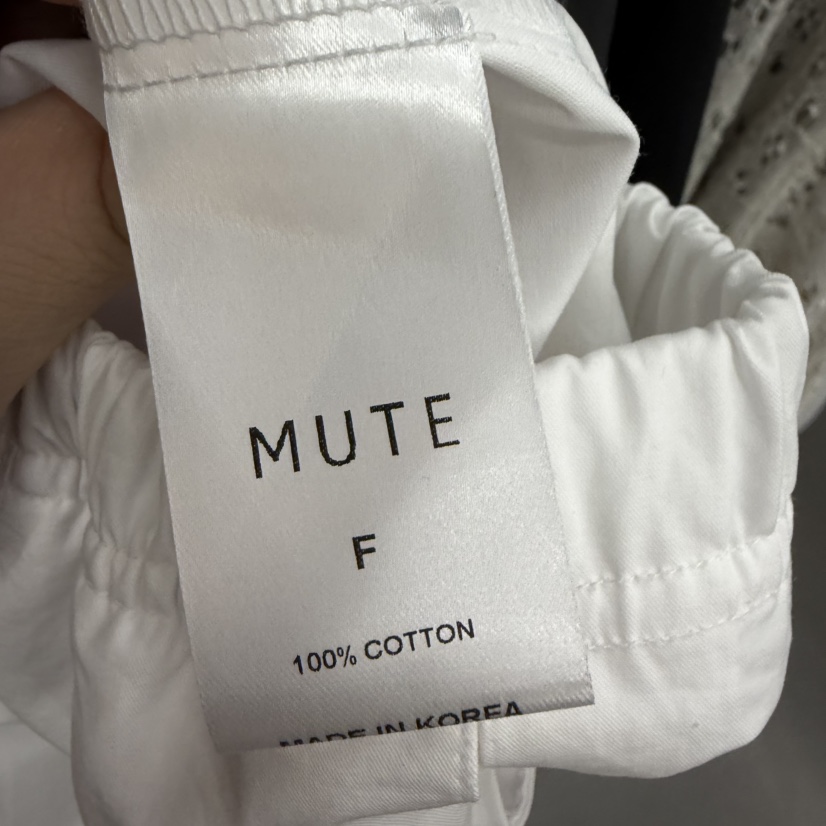 MUTE
F
100% COTTON
MADE IN KOREA